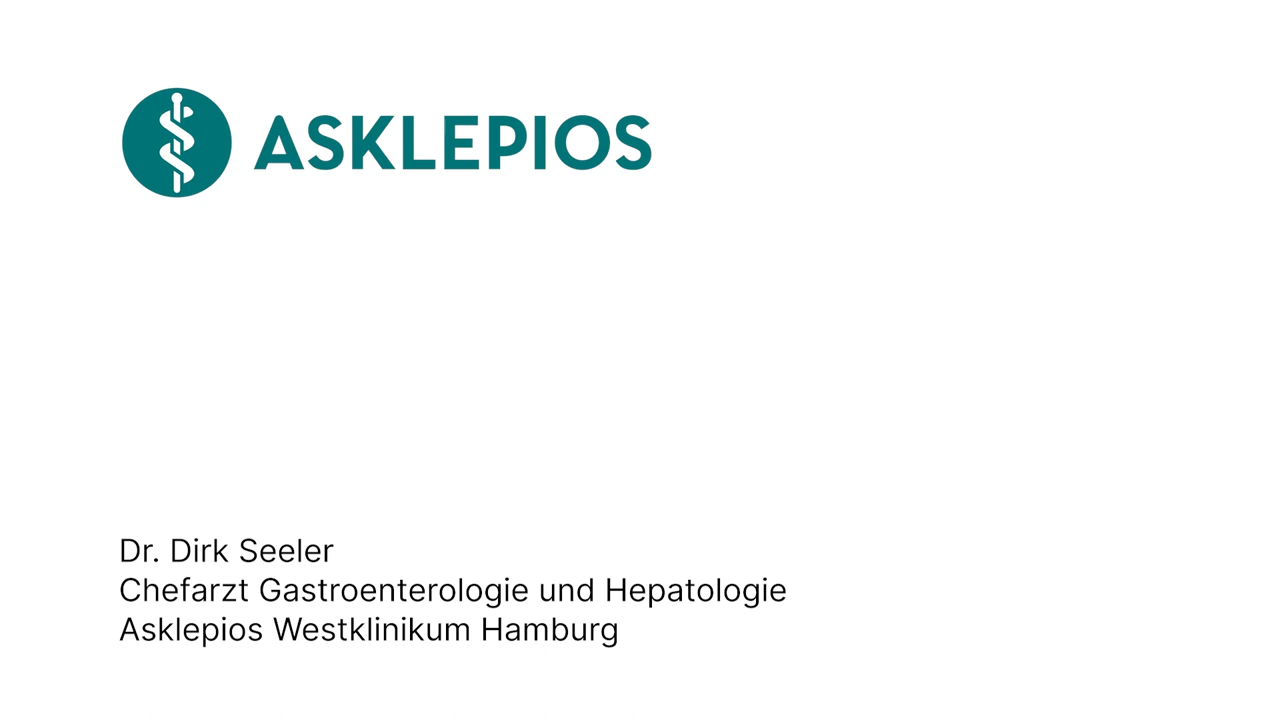 ASKLEPIOS
Dr. Dirk Seeler
Chefarzt Gastroenterologie und Hepatologie
Asklepios Westklinikum Hamburg